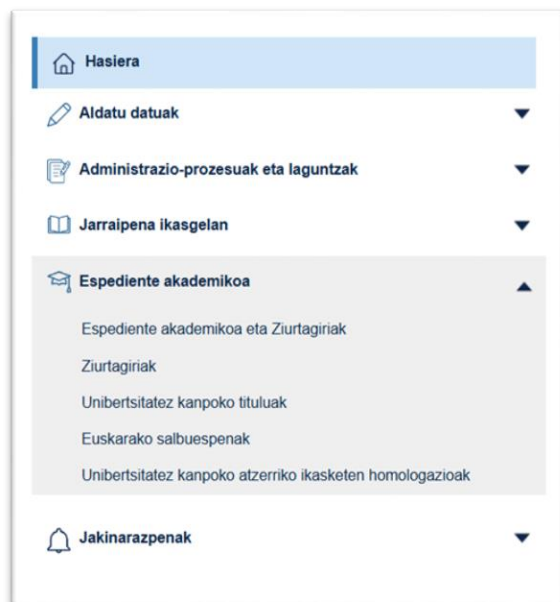 Hasiera
Aldatu datuak
Administrazio-prozesuak eta laguntzak
Jarraipena ikasgelan
Espediente akademikoa
Espediente akademikoa eta Ziurtagiriak
Ziurtagiriak
Unibertsitatez kanpoko tituluak
Euskarako salbuespenak
Unibertsitatez kanpoko atzerriko ikasketen homologazioak
Jakinarazpenak